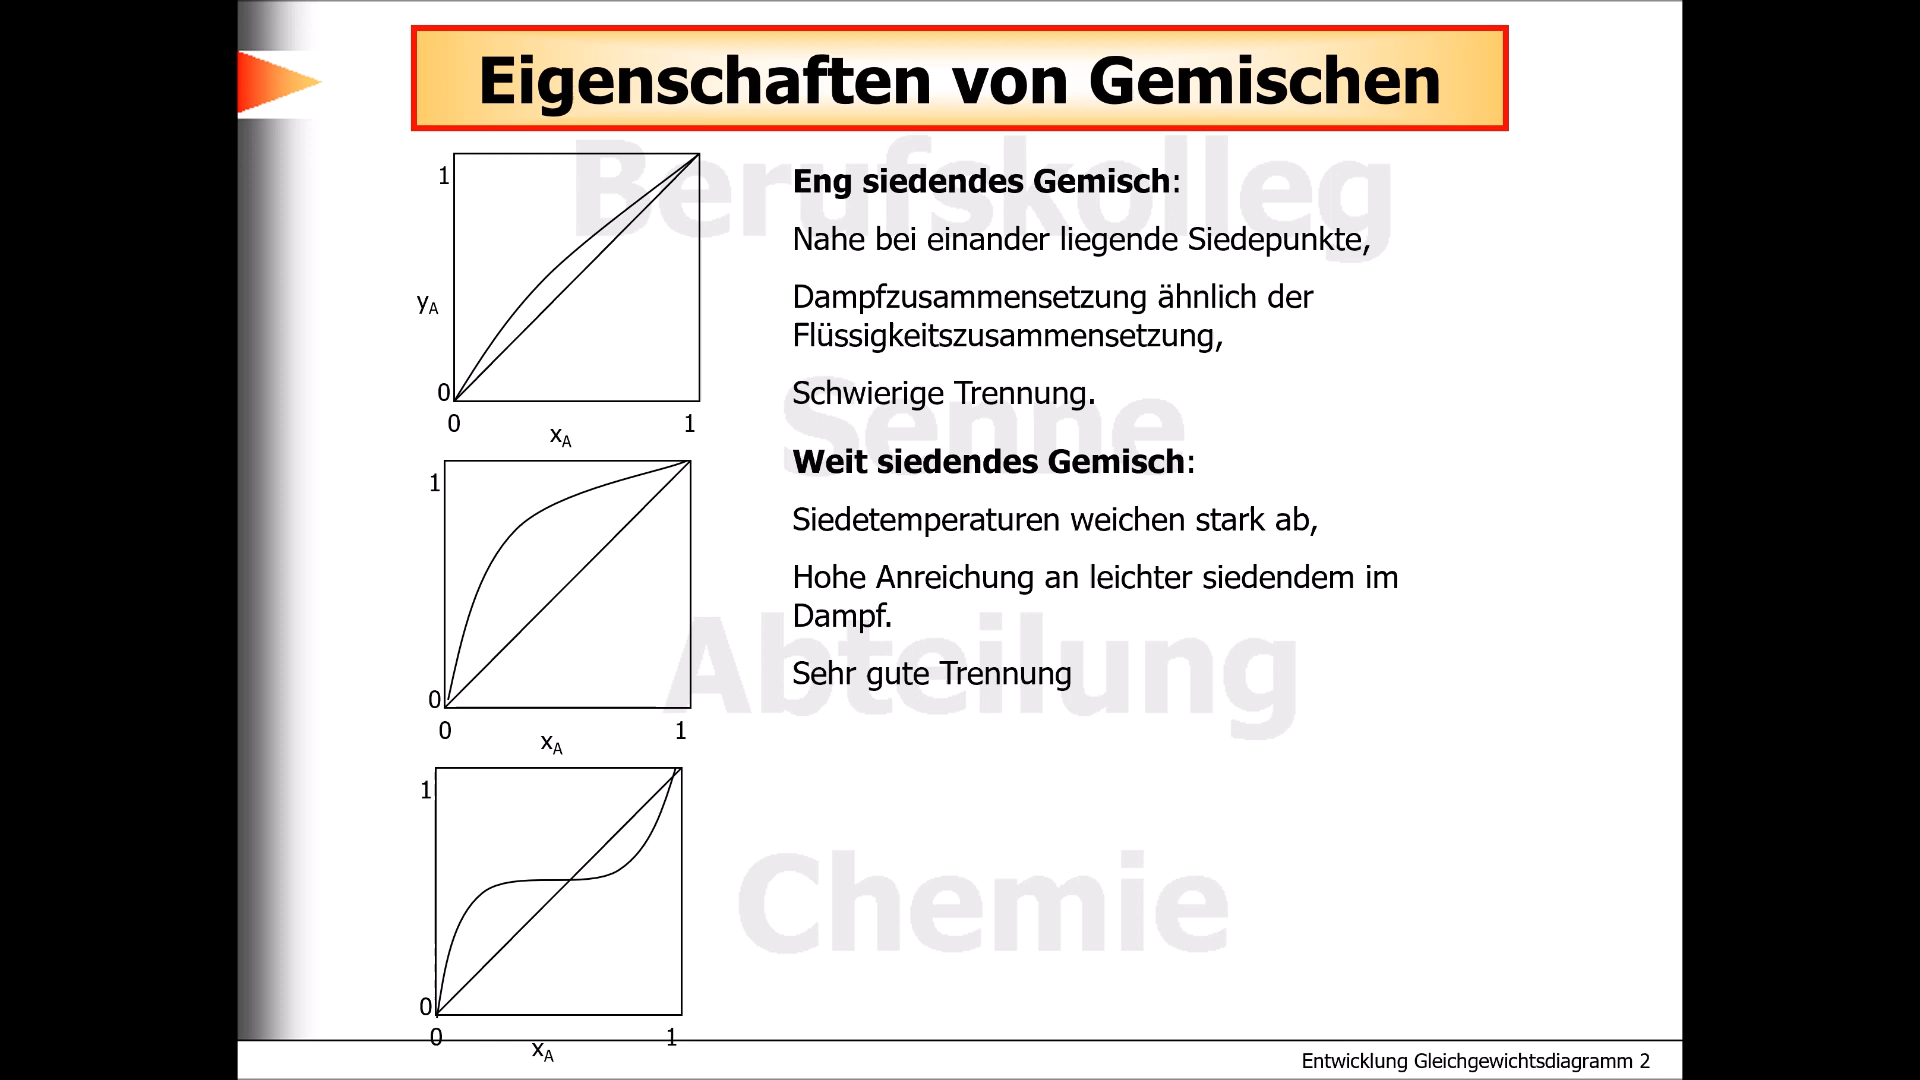 Eigenschaften von Gemischen
Berufskolleg
Senne
Abteilung
Chemie
1
yA
0
0
xA
1
Eng siedendes Gemisch:
Nahe bei einander liegende Siedepunkte,
Dampfzusammensetzung ähnlich der
Flüssigkeitszusammensetzung,
Schwierige Trennung.
1
0
0
xA
1
Weit siedendes Gemisch:
Siedetemperaturen weichen stark ab,
Hohe Anreichung an leichter siedendem im
Dampf.
Sehr gute Trennung
1
0
0
xA
1
Entwicklung Gleichgewichtsdiagramm 2